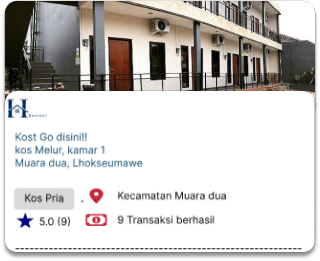 H
Kost Go disini!!
kos Melur, kamar 1
Muara dua, Lhokseumawe
Kos Pria . Kecamatan Muara dua
5.0 (9) 9 Transaksi berhasil